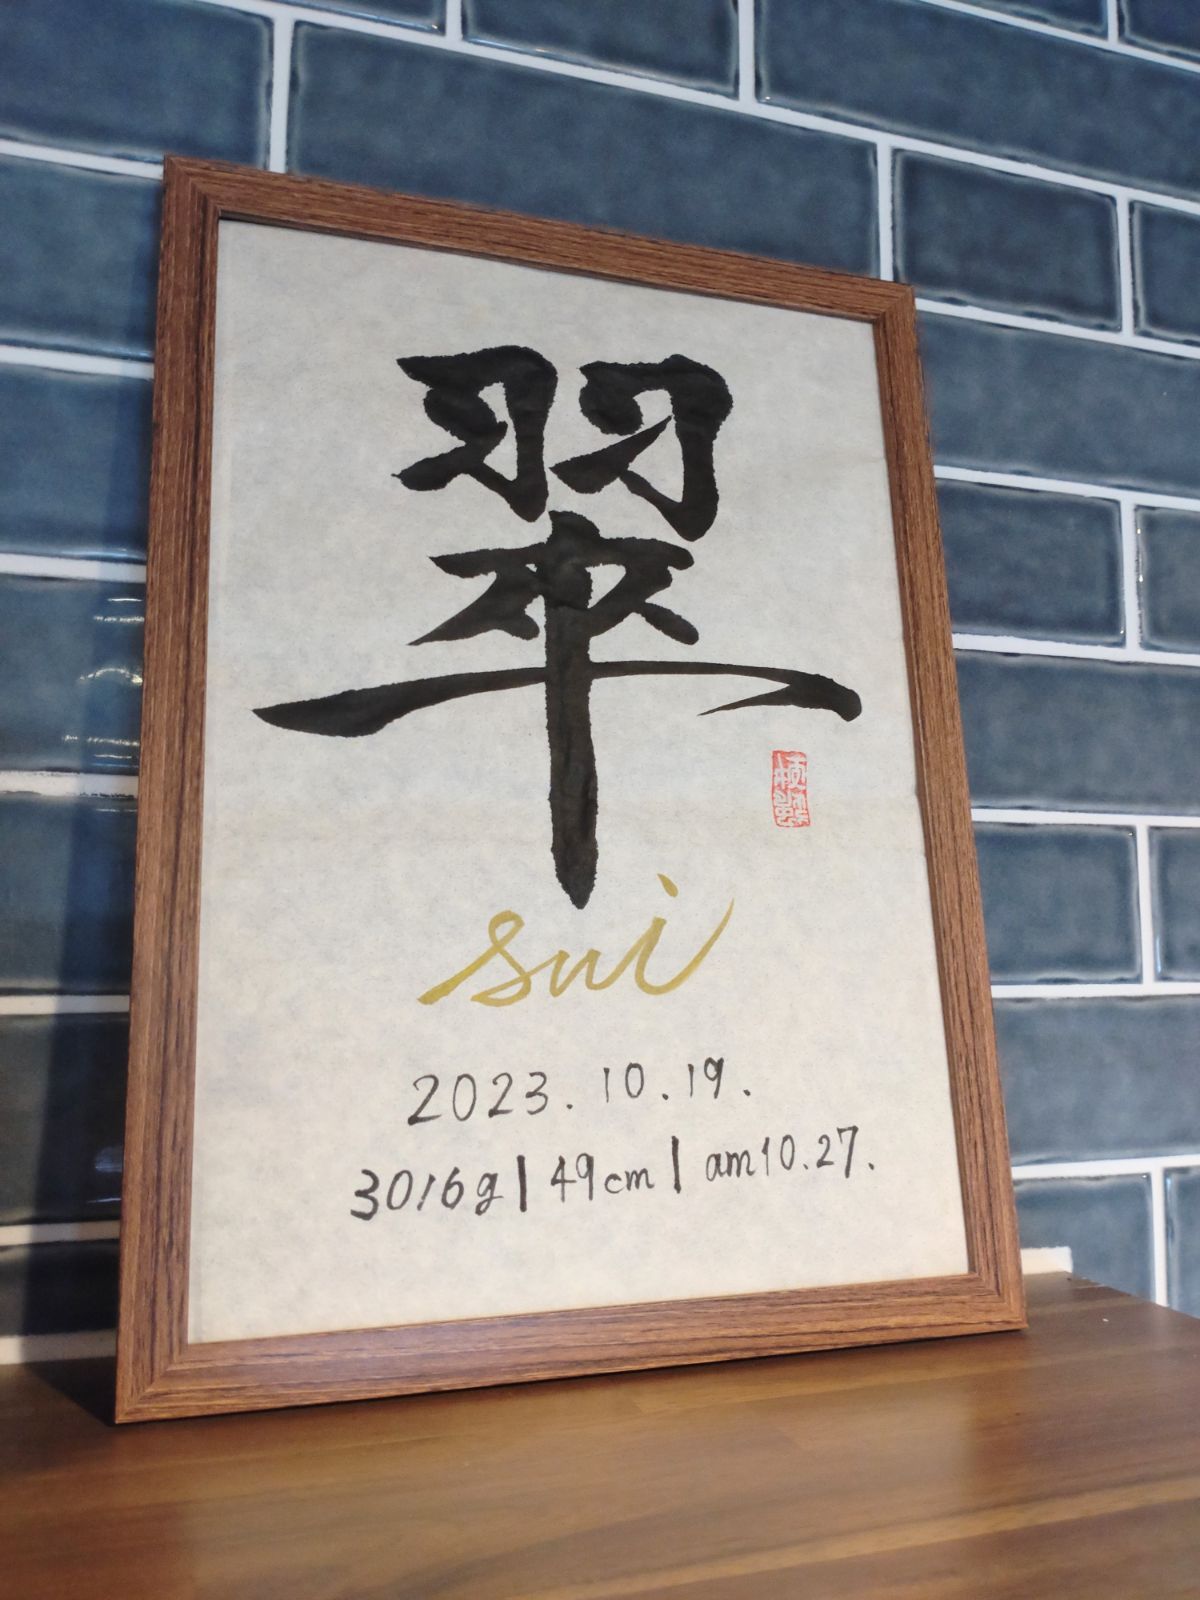 翠
sui
2023.10.19.
3016g|49cm|am10.27.